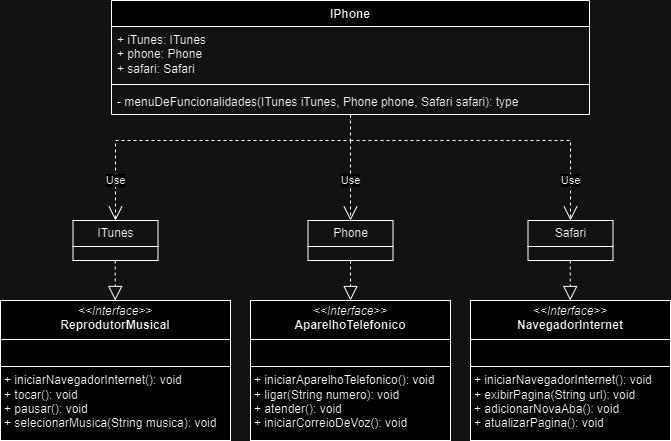 IPhone
+ iTunes: ITunes
+ phone: Phone
+ safari: Safari
- menuDeFuncionalidades(ITunes iTunes, Phone phone, Safari safari): type
Use
Use
Use
ITunes
Phone
Safari
<<Interface>>
ReprodutorMusical
+ iniciarNavegadorInternet(): void
+ tocar(): void
+ pausar(): void
+ selecionarMusica(String musica): void
<<Interface>>
AparelhoTelefonico
+ iniciarAparelhoTelefonico(): void
+ ligar(String numero): void
+ atender(): void
+ iniciarCorreioDeVoz(): void
<<Interface>>
NavegadorInternet
+ iniciarNavegadorInternet(): void
+ exibirPagina(String url): void
+ adicionarNovaAba(): void
+ atualizarPagina(): void